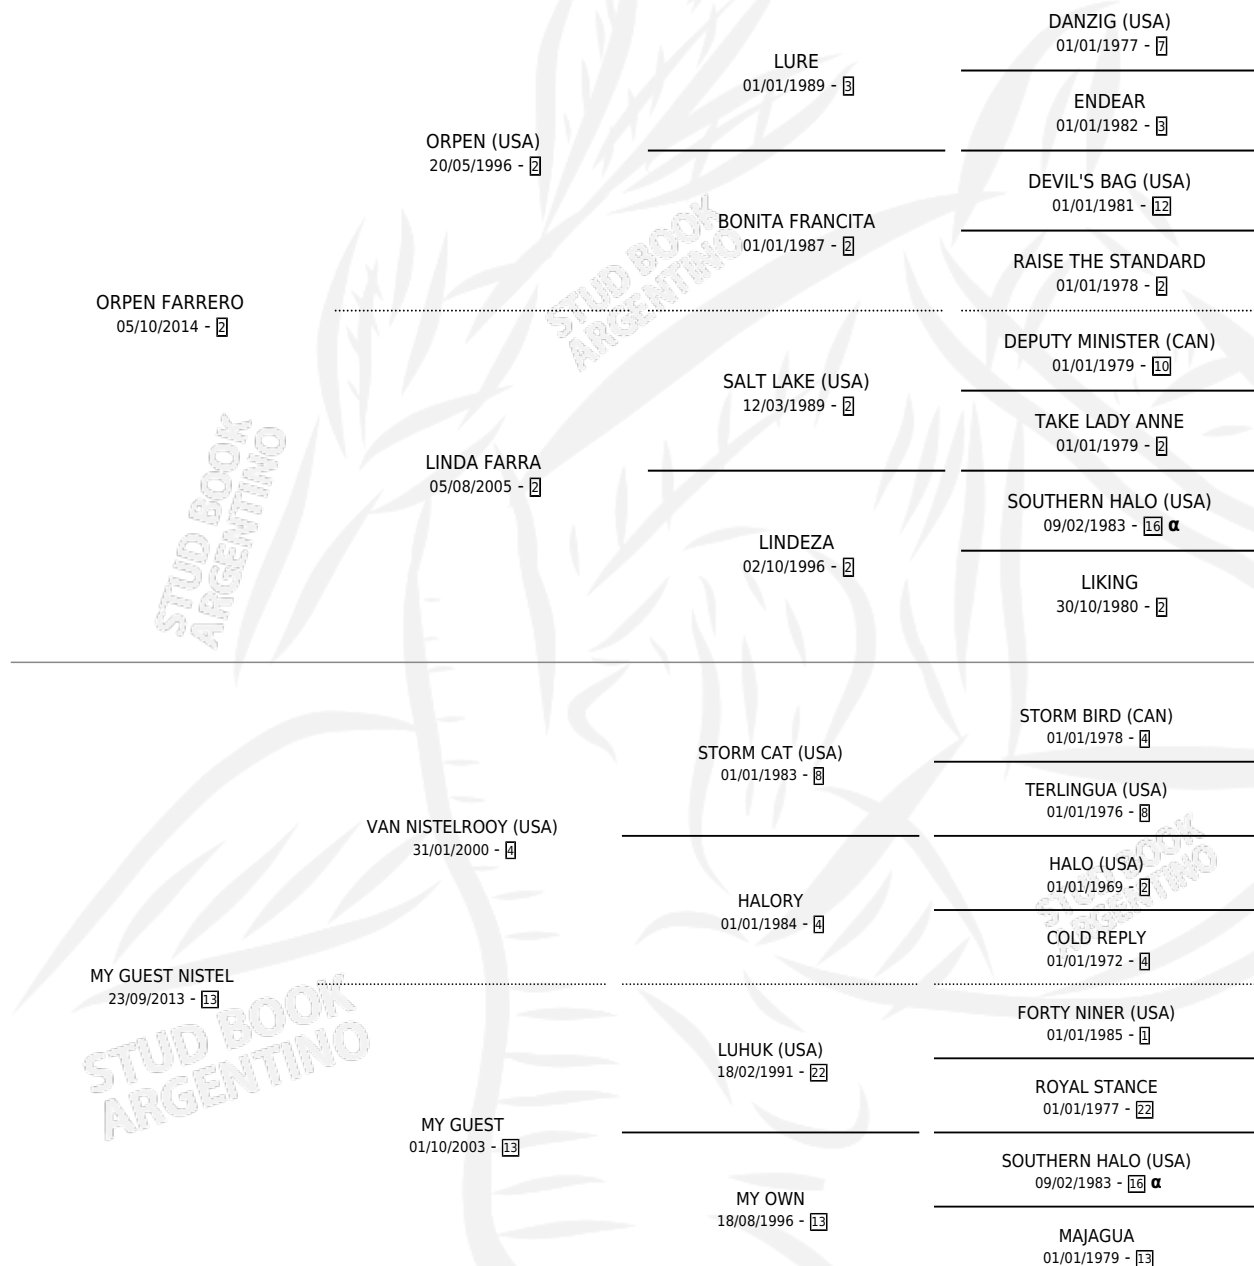 DANZIG (USA)
01/01/1977 - 7
LURE
01/01/1989 - 3
ENDEAR
01/01/1982 - 3
ORPEN (USA)
20/05/1996 - 2
DEVIL'S BAG (USA)
01/01/1981 - 12
BONITA FRANCITA
01/01/1987 - 2
RAISE THE STANDARD
01/01/1978 - 2
STUD BOOK
ARGENTINO
ORPEN FARRERO
05/10/2014 - 2
DEPUTY MINISTER (CAN)
01/01/1979 - 10
SALT LAKE (USA)
12/03/1989 - 2
TAKE LADY ANNE
01/01/1979 - 2
LINDA FARRA
05/08/2005 - 2
SOUTHERN HALO (USA)
09/02/1983 - 16 α
LINDEZA
02/10/1996 - 2
LIKING
30/10/1980 - 2
STUD BOOK
ARGENTINO
STORM BIRD (CAN)
01/01/1978 - 4
STORM CAT (USA)
01/01/1983 - 8
TERLINGUA (USA)
01/01/1976 - 8
VAN NISTELROOY (USA)
31/01/2000 - 4
HALO (USA)
01/01/1969 - 2
HALORY
01/01/1984 - 4
COLD REPLY
01/01/1972 - 4
STUD BOOK
ARGENTINO
MY GUEST NISTEL
23/09/2013 - 13
FORTY NINER (USA)
01/01/1985 - 1
LUHUK (USA)
18/02/1991 - 22
ROYAL STANCE
01/01/1977 - 22
STUD BOOK
ARGENTINO
MY GUEST
01/10/2003 - 13
SOUTHERN HALO (USA)
09/02/1983 - 16 α
MY OWN
18/08/1996 - 13
MAJAGUA
01/01/1979 - 13